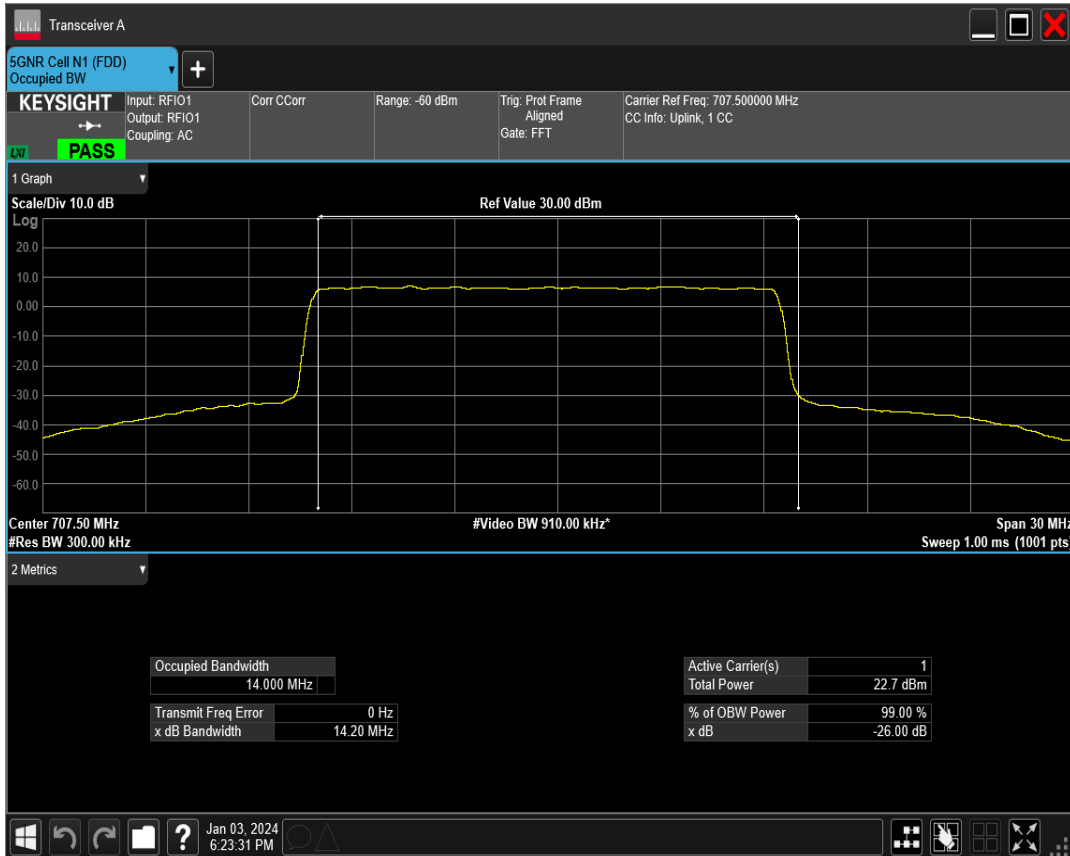 Transceiver A
5GNR Cell N1 (FDD)
Occupied BW
+
KEYSIGHT
LXI
PASS
Input: RFIO1
Output: RFIO1
Coupling: AC
Corr CCorr
Range: -60 dBm
Trig: Prot Frame
Aligned
Gate: FFT
Carrier Ref Freq: 707.500000 MHz
CC Info: Uplink, 1 CC
1 Graph
Scale/Div 10.0 dB
Ref Value 30.00 dBm
Log
20.0
10.0
0.00
-10.0
-20.0
-30.0
-40.0
-50.0
-60.0
Center 707.50 MHz
#Video BW 910.00 kHz*
Span 30 MHz
#Res BW 300.00 kHz
Sweep 1.00 ms (1001 pts)
2 Metrics
Occupied Bandwidth
14.000 MHz
Transmit Freq Error 0 Hz
x dB Bandwidth 14.20 MHz
Active Carrier(s) 1
Total Power 22.7 dBm
% of OBW Power 99.00 %
x dB -26.00 dB
?
Jan 03, 2024
6:23:31 PM